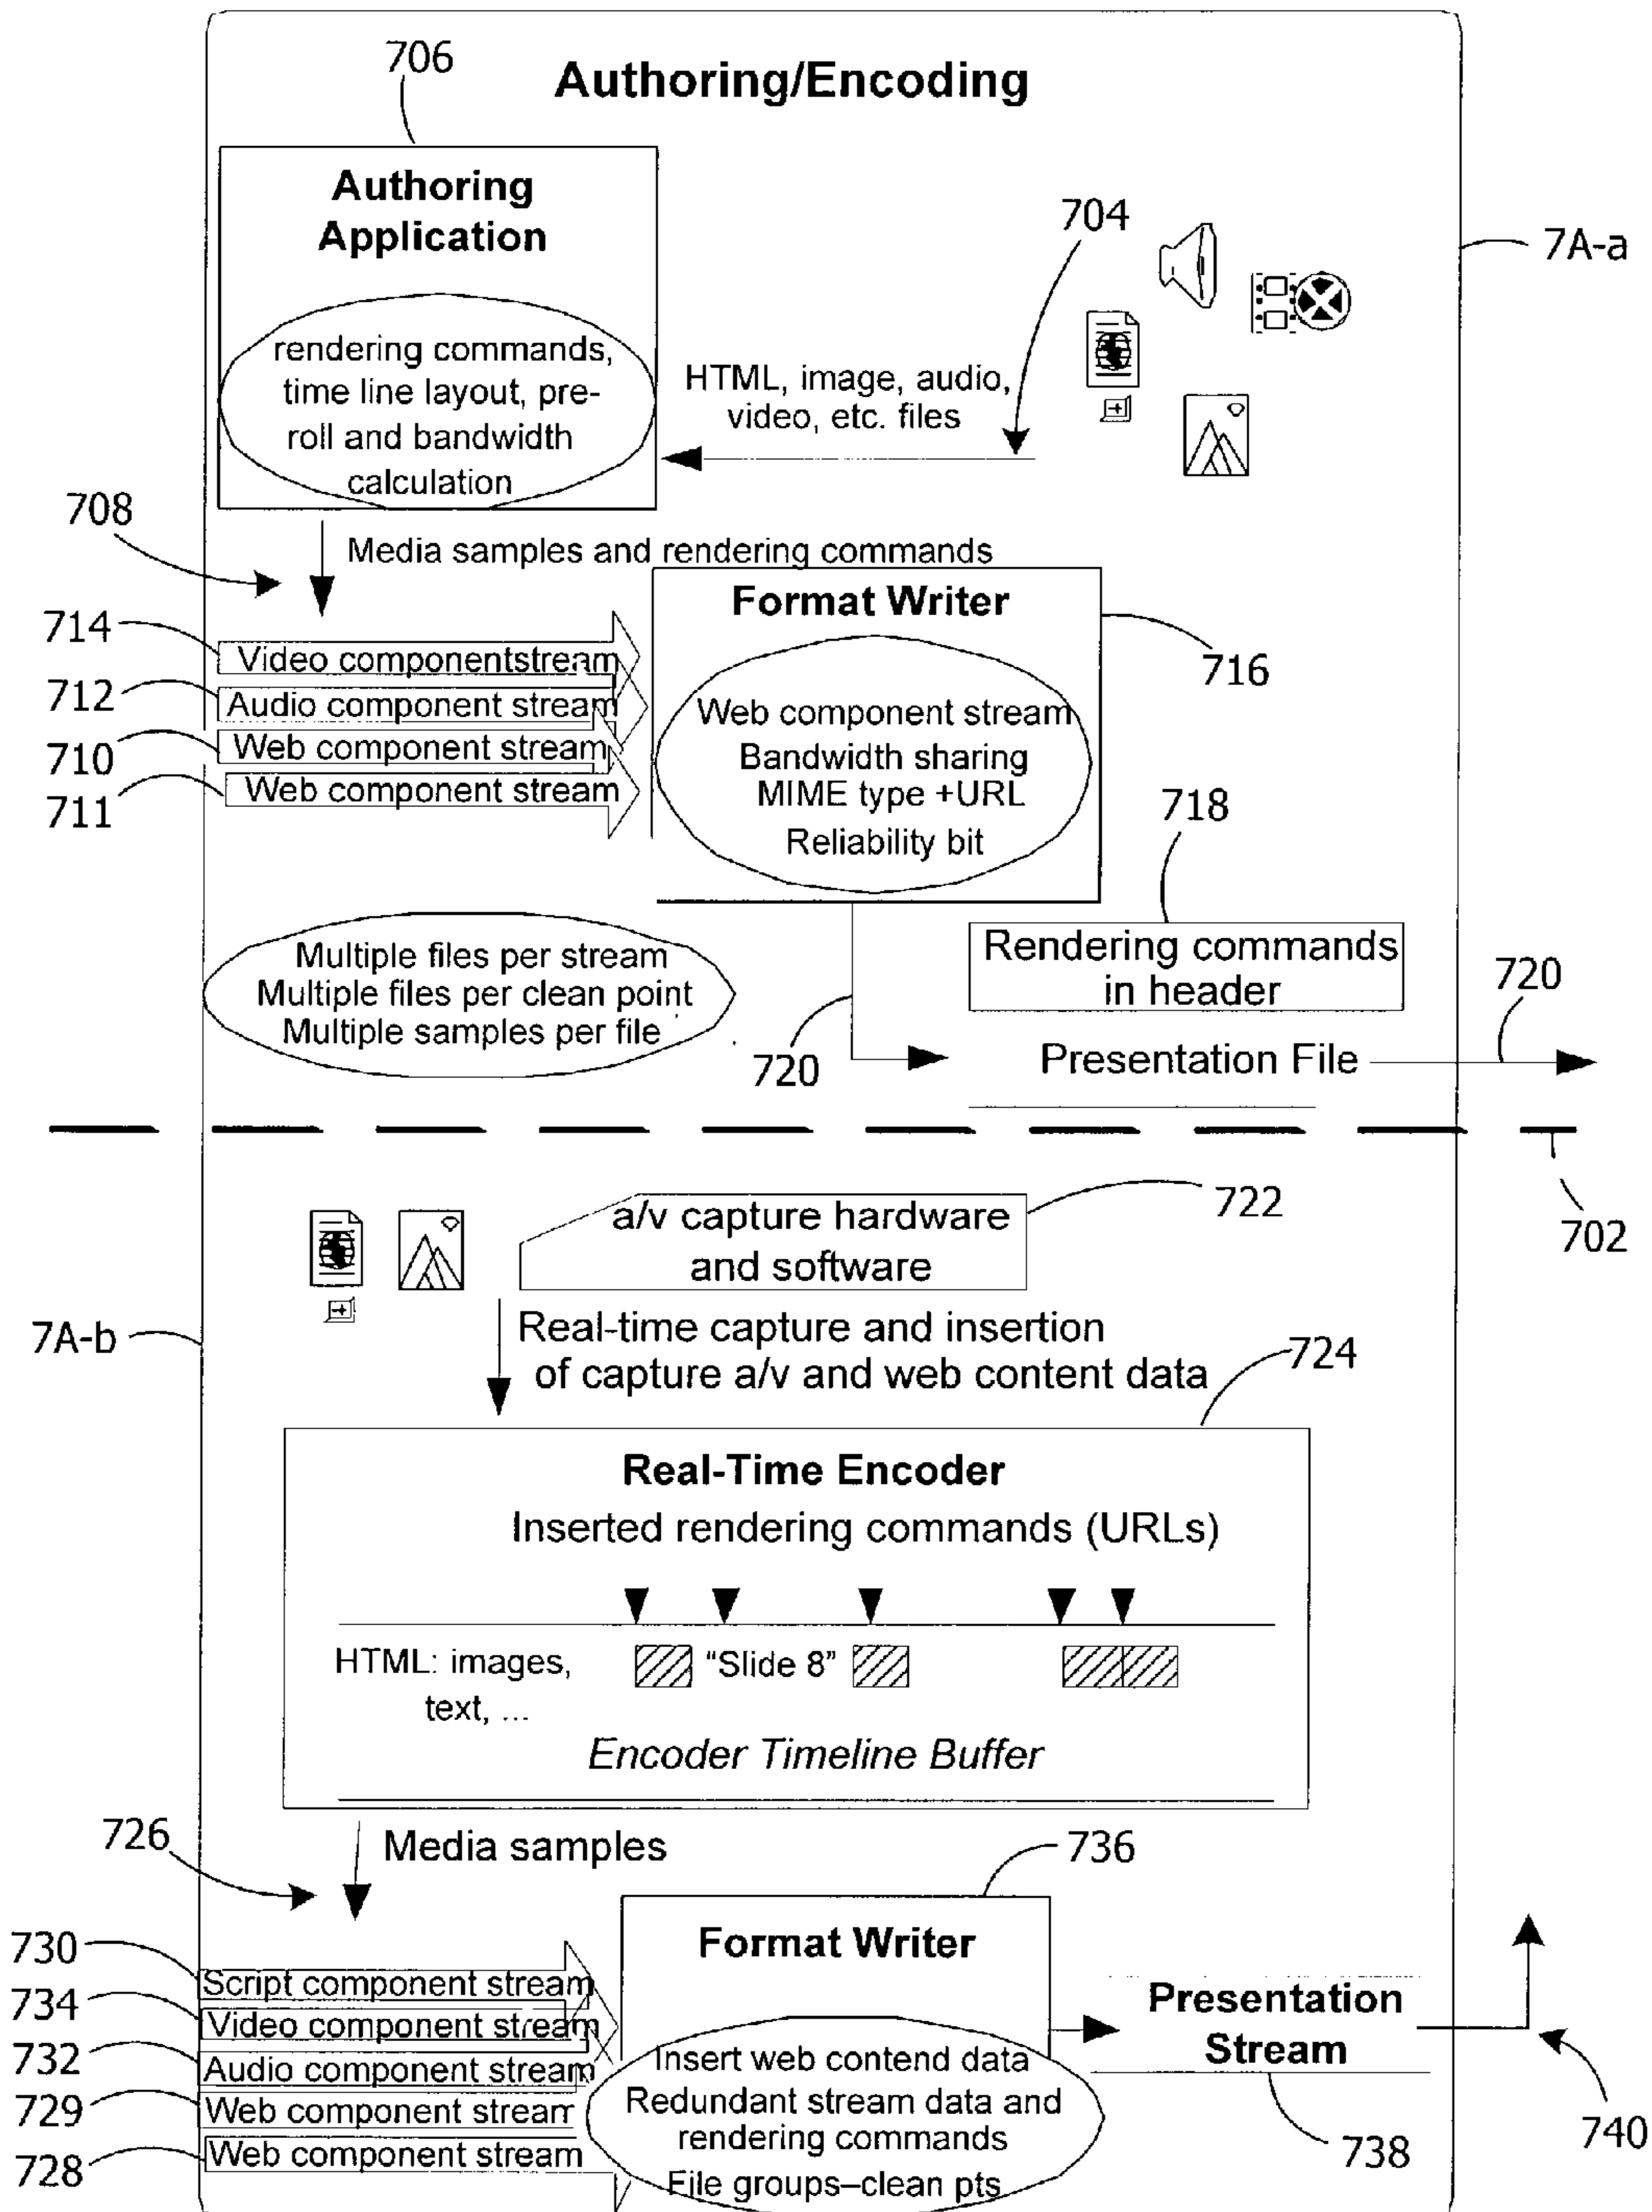 706
Authoring/Encoding
Authoring
Application
704
7A-a
rendering commands,
time line layout, pre-
roll and bandwidth
calculation
HTML, image, audio,
video, etc. files
708
Media samples and rendering commands
Format Writer
714
Video componentstream
716
712
Audio component stream
Web component stream
710
Web component stream
Bandwidth sharing
711
Web component stream
MIME type +URL
Reliability bit
718
Multiple files per stream
Multiple files per clean point
Multiple samples per file
Rendering commands
in header
720
720
Presentation File
702
722
a/v capture hardware
and software
7A-b
Real-time capture and insertion
of capture a/v and web content data
724
Real-Time Encoder
Inserted rendering commands (URLs)
HTML: images,
text, ...
"Slide 8"
Encoder Timeline Buffer
726
Media samples
736
Format Writer
730
Script component stream
734
Video component stream
732
Audio component stream
729
Web component stream
728
Web component stream
Insert web contend data
Redundant stream data and
rendering commands
File groups–clean pts
Presentation
Stream
738
740